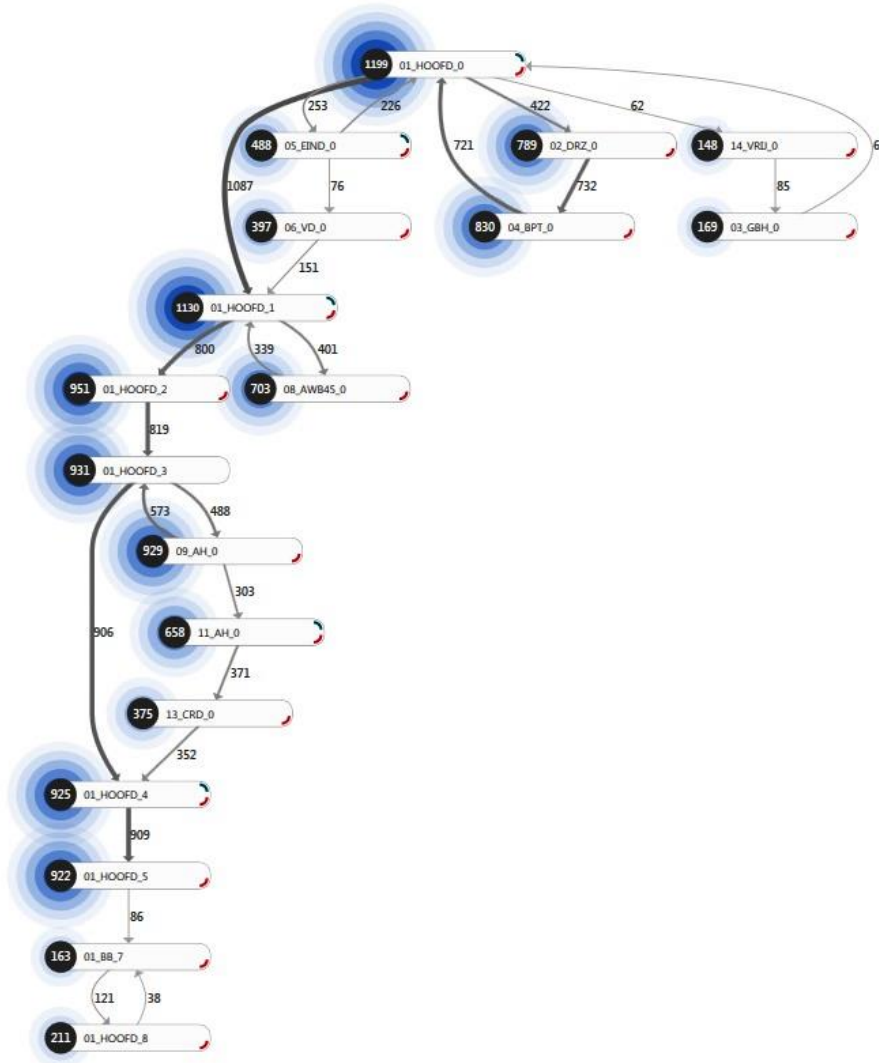 1199 01_HOOFD_0
253 226 422 62
488 05_EIND_0 721 789 02_DRZ_0 148 14_VRIJ_0 6
1087 76 732 85
397 06_VD_0 830 04_BPT_0 169 03_GBH_0
151
1130 01_HOOFD_1
800 339 401
951 01_HOOFD_2 703 08_AWB45_0
819
931 01_HOOFD_3
573 488
929 09_AH_0
303
906 658 11_AH_0
371
375 13_CRD_0
352
925 01_HOOFD_4
909
922 01_HOOFD_5
86
163 01_BB_7
121 38
211 01_HOOFD_8